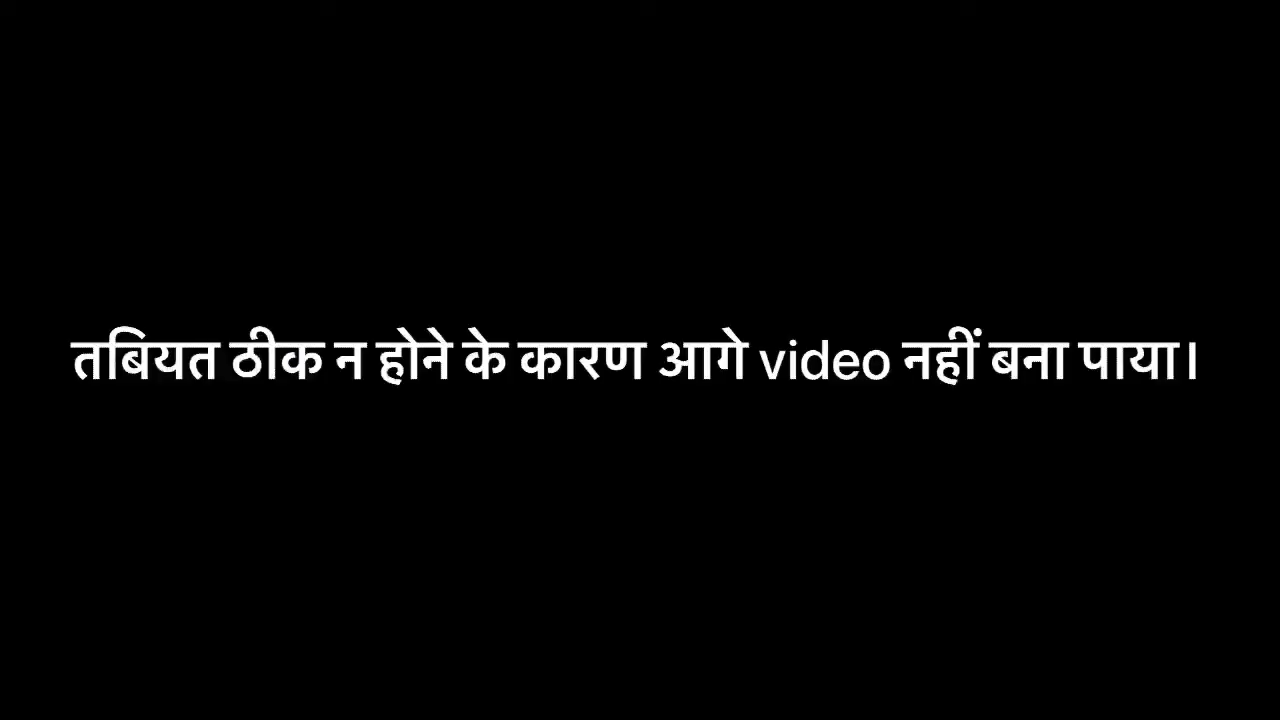 तबियत ठीक न होने के कारण आगे video नहीं बना पाया।